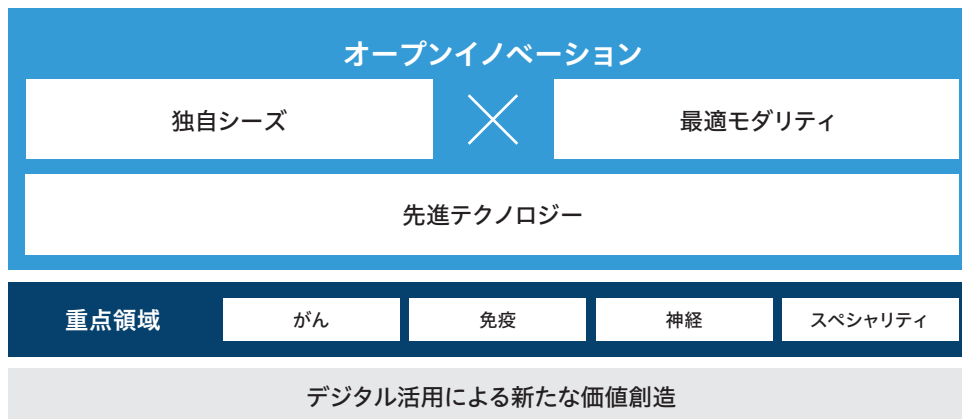 オープンイノベーション
独自シーズ
最適モダリティ
先進テクノロジー
重点領域
がん
免疫
神経
スペシャリティ
デジタル活用による新たな価値創造